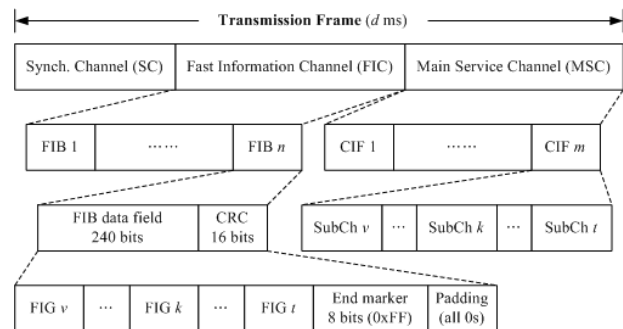 Transmission Frame (d ms)
Synch. Channel (SC)
Fast Information Channel (FIC)
Main Service Channel (MSC)
FIB 1
……
FIB n
CIF 1
……
CIF m
FIB data field
240 bits
CRC
16 bits
SubCh v
...
SubCh k
...
SubCh t
FIG v
...
FIG k
...
FIG t
End marker
8 bits (0xFF)
Padding
(all 0s)